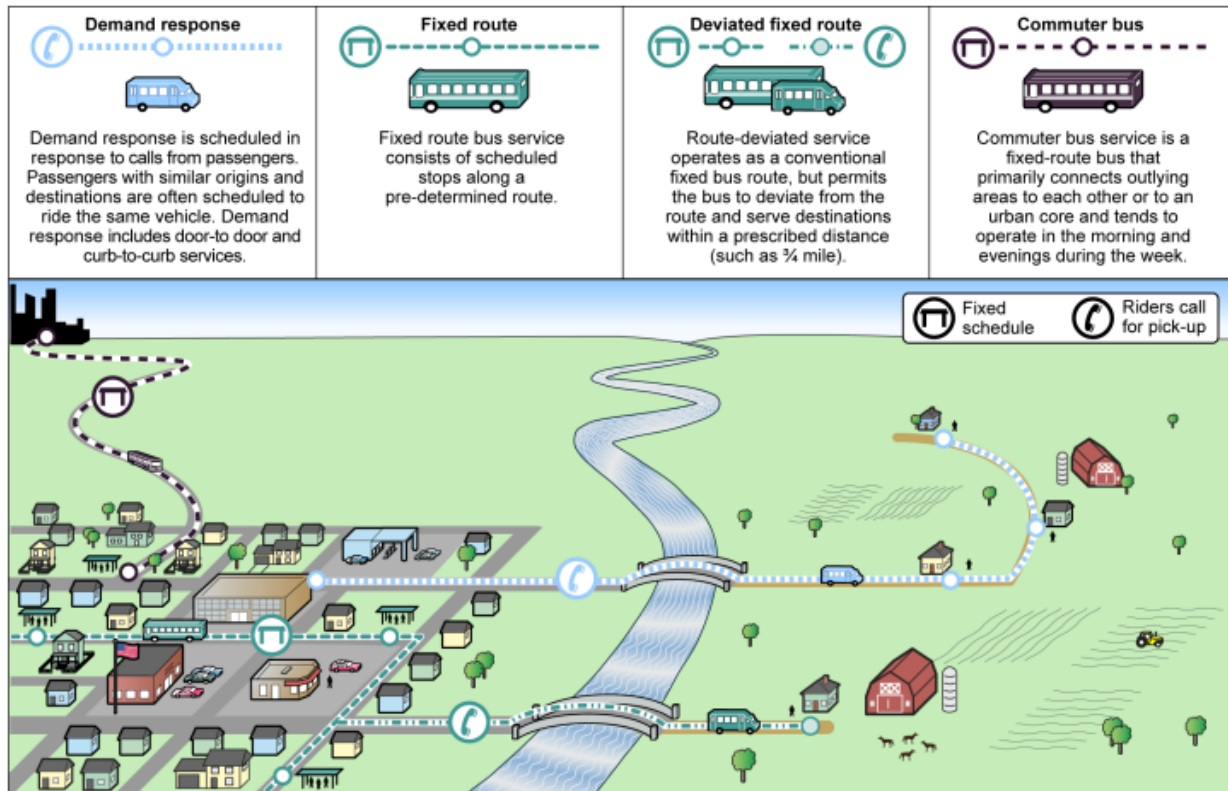 Demand response
Demand response is scheduled in
response to calls from passengers.
Passengers with similar origins and
destinations are often scheduled to
ride the same vehicle. Demand
response includes door-to door and
curb-to-curb services.
Fixed route
Fixed route bus service
consists of scheduled
stops along a
pre-determined route.
Deviated fixed route
Route-deviated service
operates as a conventional
fixed bus route, but permits
the bus to deviate from the
route and serve destinations
within a prescribed distance
(such as ¾ mile).
Commuter bus
Commuter bus service is a
fixed-route bus that
primarily connects outlying
areas to each other or to an
urban core and tends to
operate in the morning and
evenings during the week.
Fixed
schedule
Riders call
for pick-up